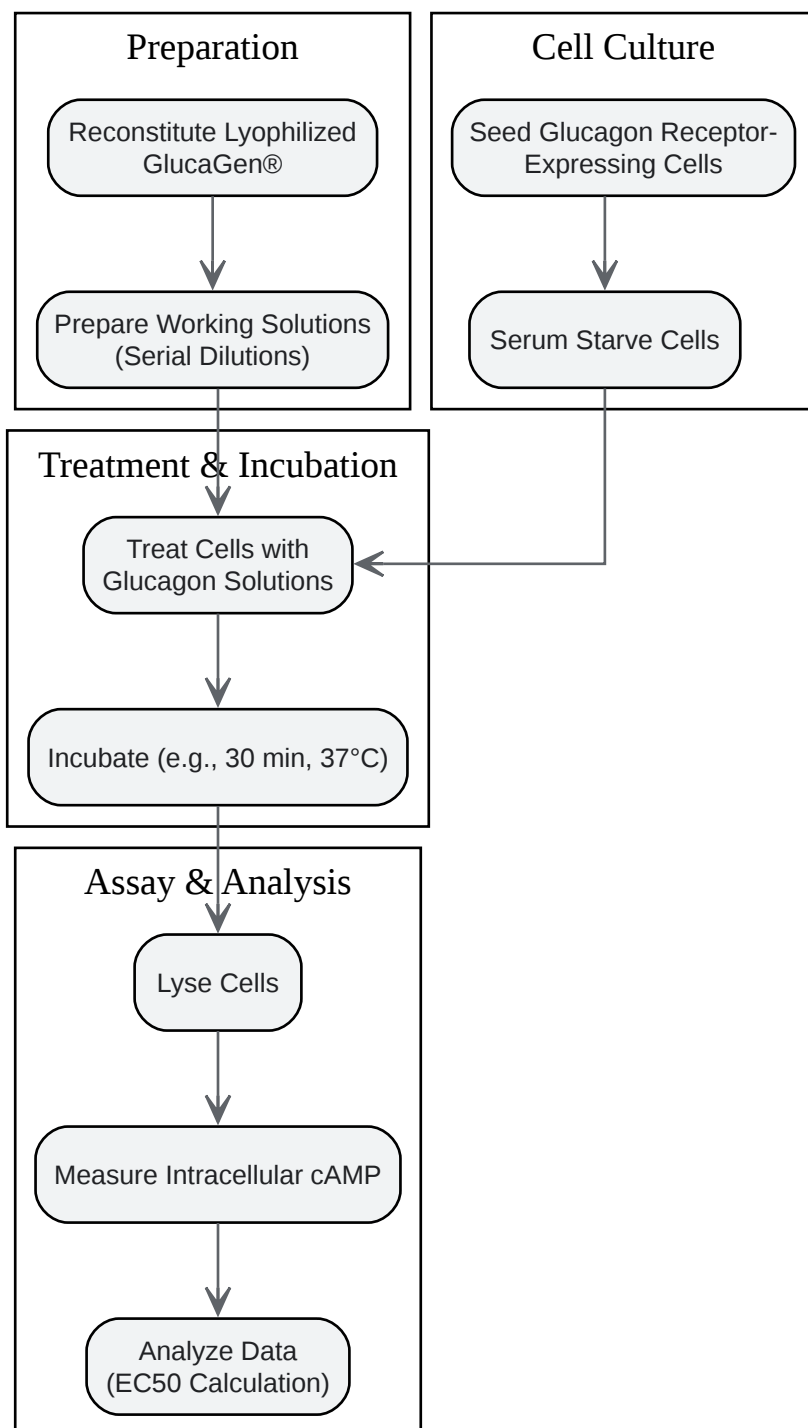 Preparation
Reconstitute Lyophilized
GlucaGen®
Prepare Working Solutions
(Serial Dilutions)
Cell Culture
Seed Glucagon Receptor-
Expressing Cells
Serum Starve Cells
Treatment & Incubation
Treat Cells with
Glucagon Solutions
Incubate (e.g., 30 min, 37°C)
Assay & Analysis
Lyse Cells
Measure Intracellular cAMP
Analyze Data
(EC50 Calculation)